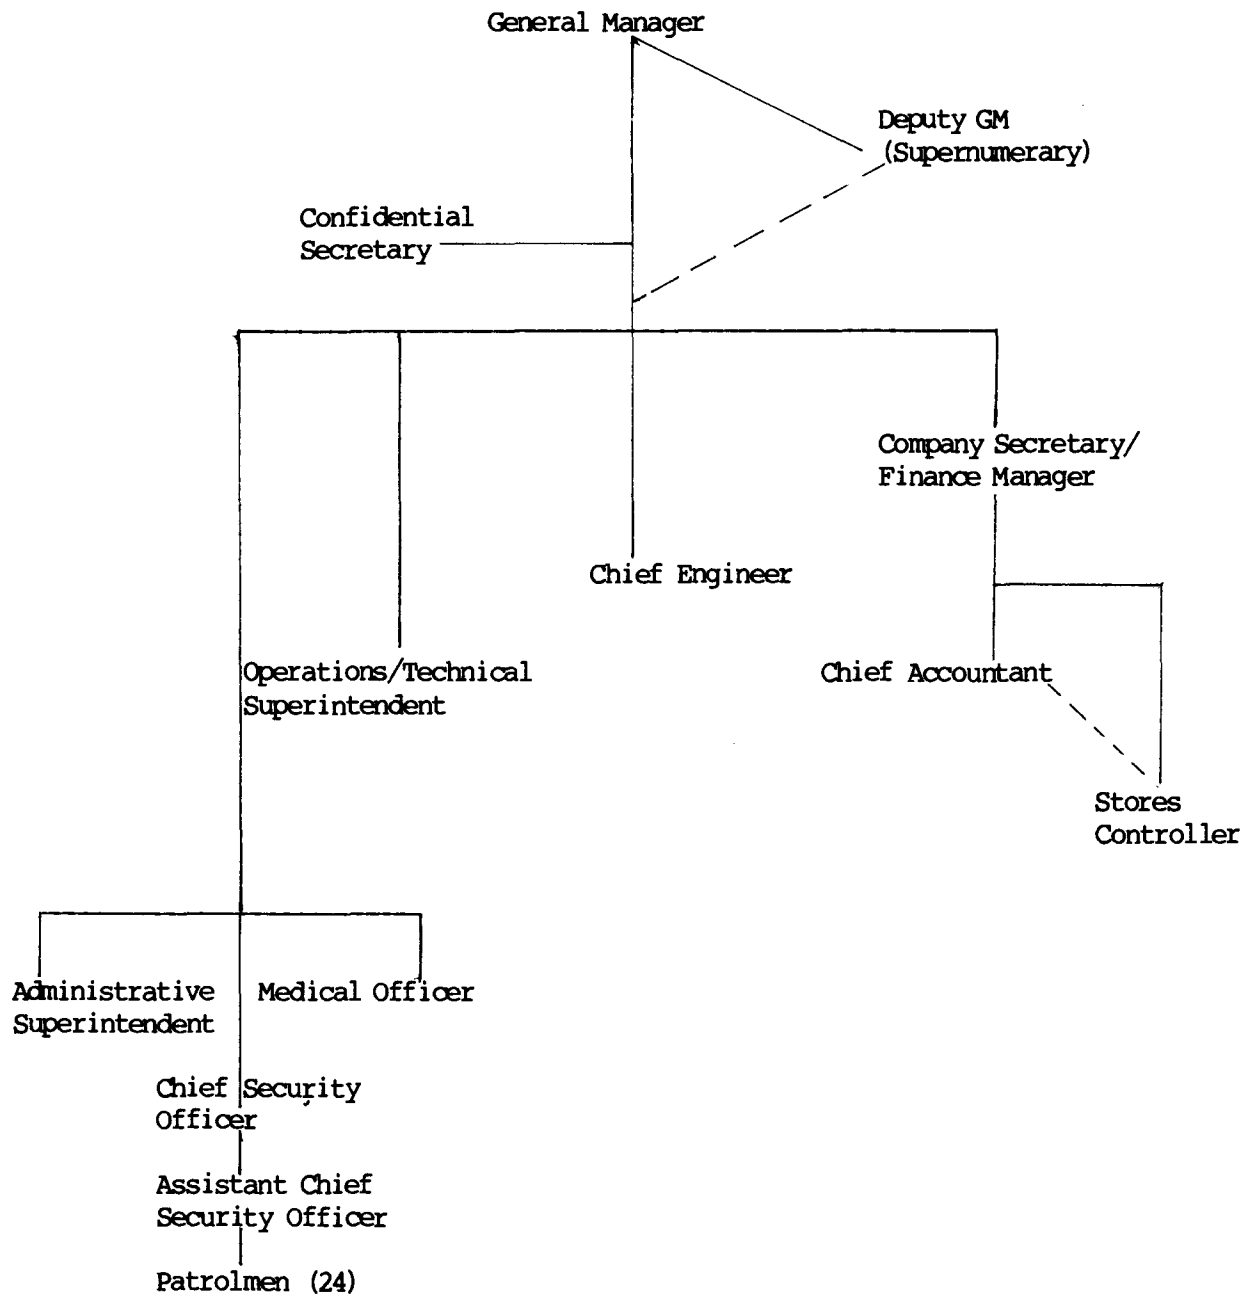 General Manager
Deputy GM
(Supernumerary)
Confidential
Secretary
Company Secretary/
Finance Manager
Chief Engineer
Operations/Technical
Superintendent
Chief Accountant
Stores
Controller
Administrative
Superintendent
Medical Officer
Chief Security
Officer
Assistant Chief
Security Officer
Patrolmen (24)